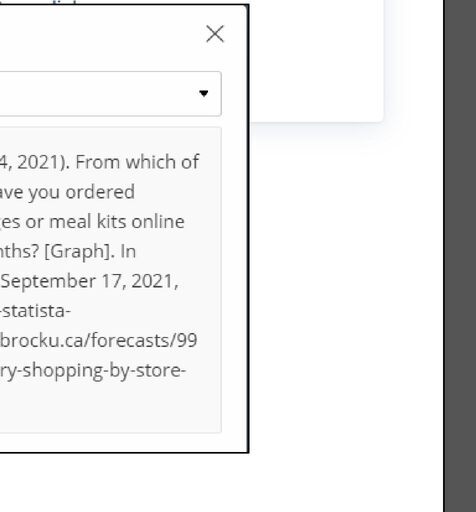 4, 2021). From which of
ave you ordered
ges or meal kits online
nths? [Graph]. In
September 17, 2021,
-statista-
brocku.ca/forecasts/99
ry-shopping-by-store-